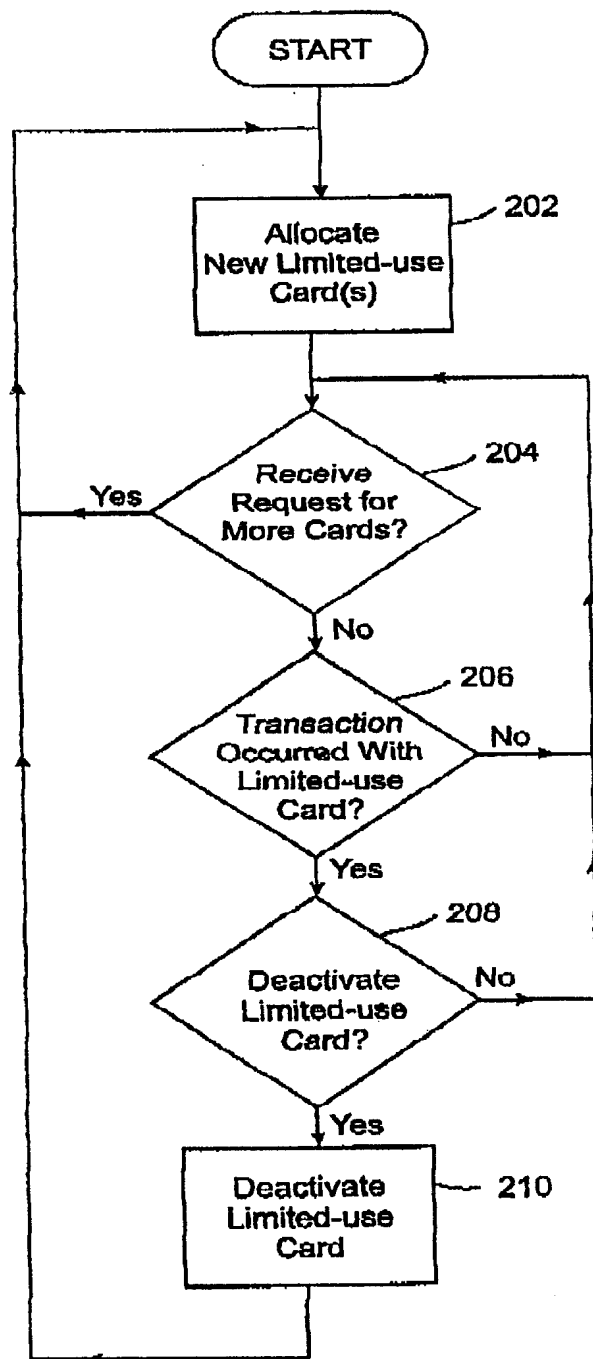 START
202
Allocate
New Limited-use
Card(s)
204
Receive
Request for
More Cards?
Yes
No
206
Transaction
Occurred With
Limited-use
Card?
No
Yes
208
Deactivate
Limited-use
Card?
No
Yes
210
Deactivate
Limited-use
Card